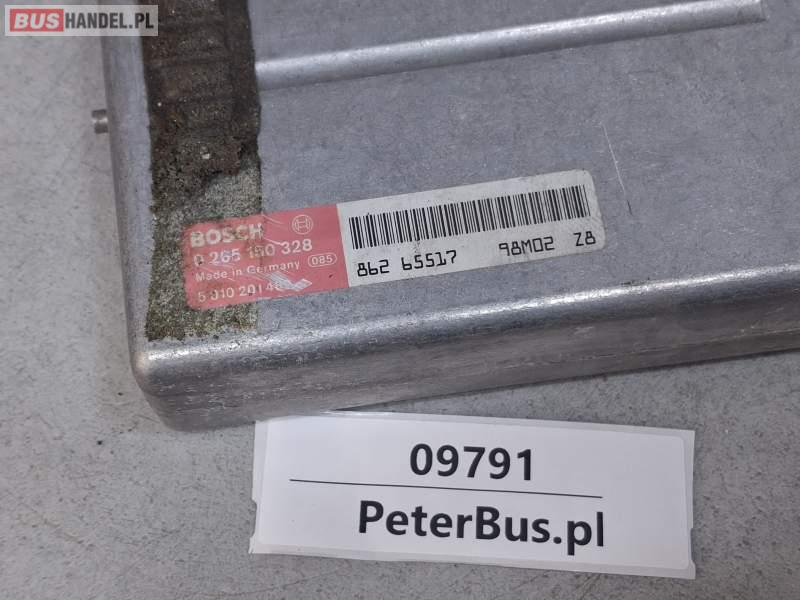 BUSHANDEL.PL
BOSCH
0 265 150 328
Made in Germany 085
862 65517 98M02 Z8
09791
PeterBus.pl